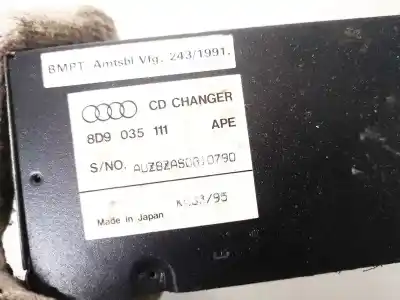 BMPT Amtsbl Vfg. 243/1991.
CD CHANGER
8D9 035 111 APE
S/NO.
Made in Japan